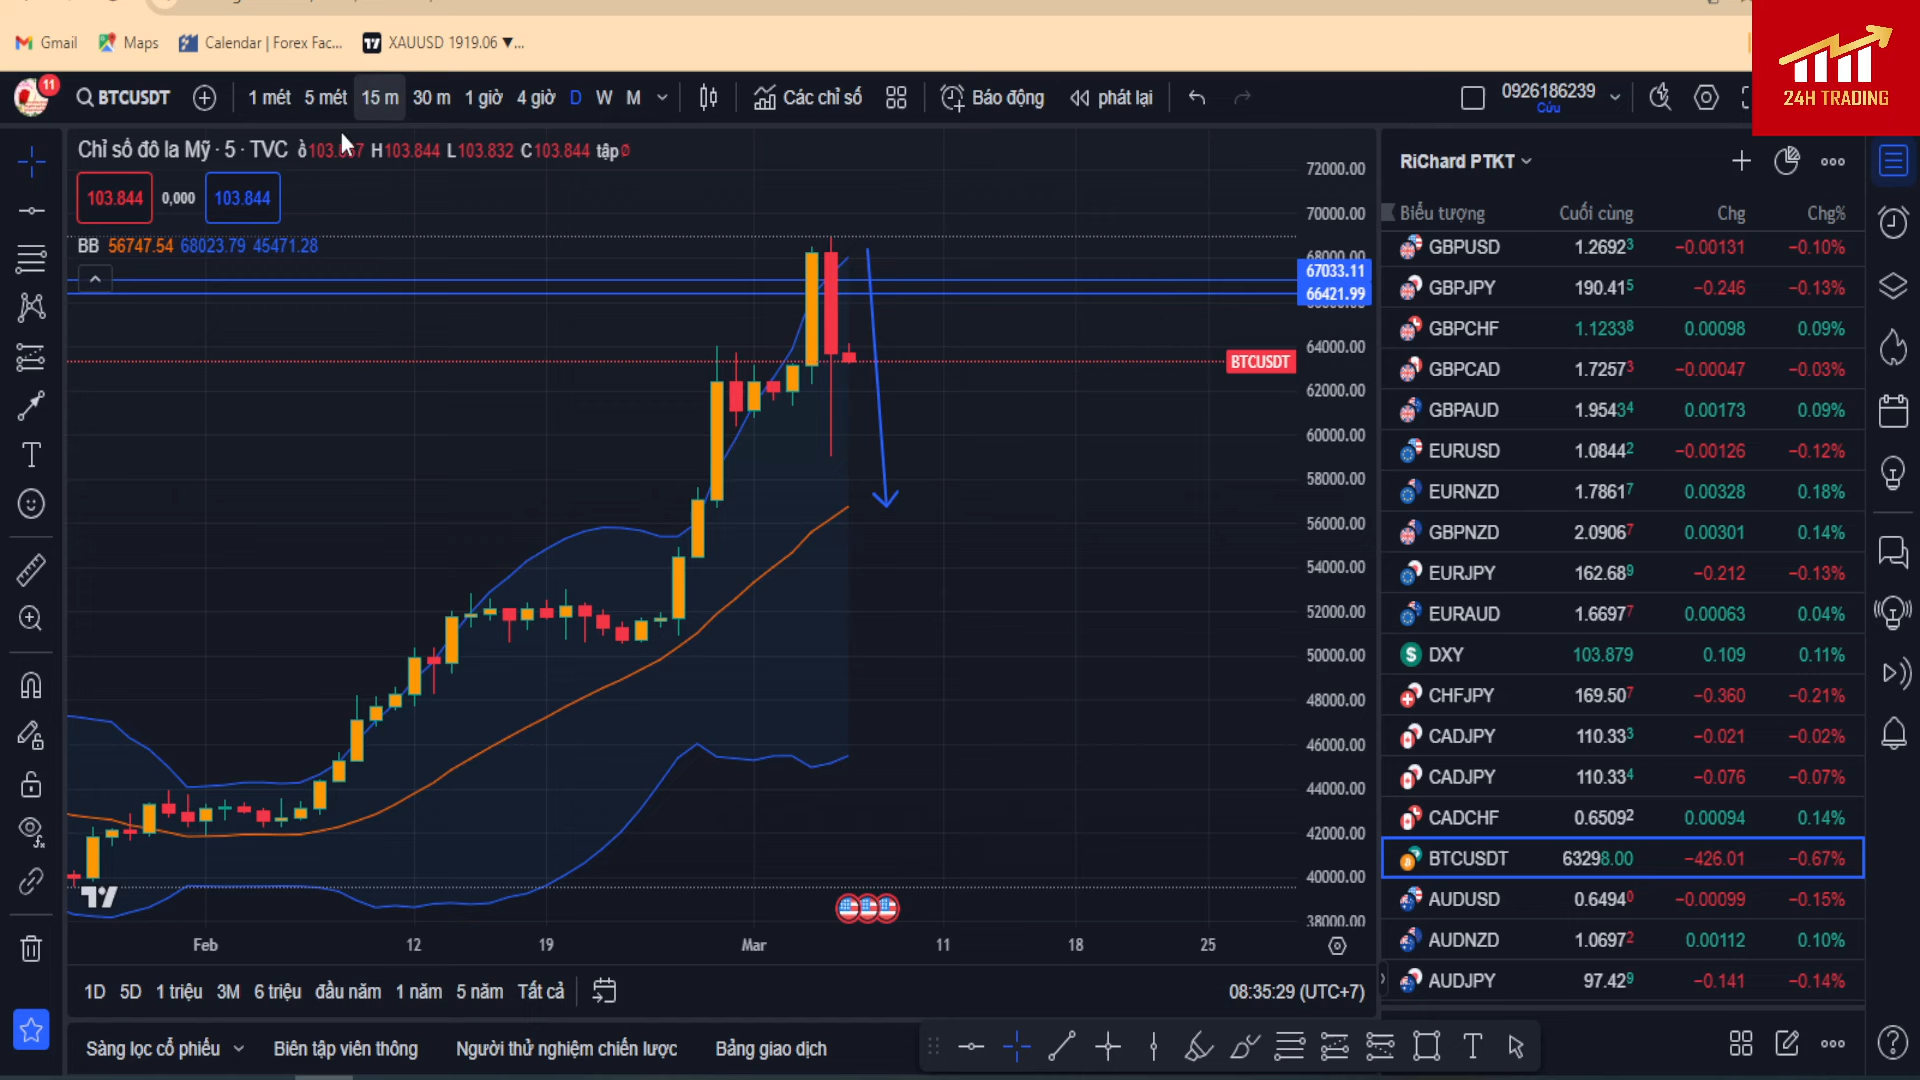 Gmail
Maps
Calendar | Forex Fac...
XAUUSD 1919.06 ▼...
24H TRADING
11
BTCUSDT
1 mét
5 mét
15 m
30 m
1 giờ
4 giờ
D
W
M
Các chỉ số
Báo động
phát lại
0926186239
Cứu
Chỉ số đô la Mỹ · 5 · TVC
H103.844 L103.832 C103.844 tập∅
103.844
0,000
103.844
BB 56747.54 68023.79 45471.28
72000.00
70000.00
68000.00
67033.11
66421.99
64000.00
BTCUSDT
62000.00
60000.00
58000.00
56000.00
54000.00
52000.00
50000.00
48000.00
46000.00
44000.00
42000.00
40000.00
38000.00
Feb
12
19
Mar
11
18
25
1D
5D
1 triệu
3M
6 triệu
đầu năm
1 năm
5 năm
Tất cả
08:35:29 (UTC+7)
Sàng lọc cổ phiếu
Biên tập viên thông
Người thử nghiệm chiến lược
Bảng giao dịch
RiChard PTKT
Biểu tượng Cuối cùng Chg Chg%
GBPUSD 1.26923 −0.00131 −0.10%
GBPJPY 190.415 −0.246 −0.13%
GBPCHF 1.12338 0.00098 0.09%
GBPCAD 1.72573 −0.00047 −0.03%
GBPAUD 1.95434 0.00173 0.09%
EURUSD 1.08442 −0.00126 −0.12%
EURNZD 1.78617 0.00328 0.18%
GBPNZD 2.09067 0.00301 0.14%
EURJPY 162.689 −0.212 −0.13%
EURAUD 1.66977 0.00063 0.04%
DXY 103.879 0.109 0.11%
CHFJPY 169.507 −0.360 −0.21%
CADJPY 110.333 −0.021 −0.02%
CADJPY 110.334 −0.076 −0.07%
CADCHF 0.65092 0.00094 0.14%
BTCUSDT 63298.00 −426.01 −0.67%
AUDUSD 0.64940 −0.00099 −0.15%
AUDNZD 1.06972 0.00112 0.10%
AUDJPY 97.429 −0.141 −0.14%